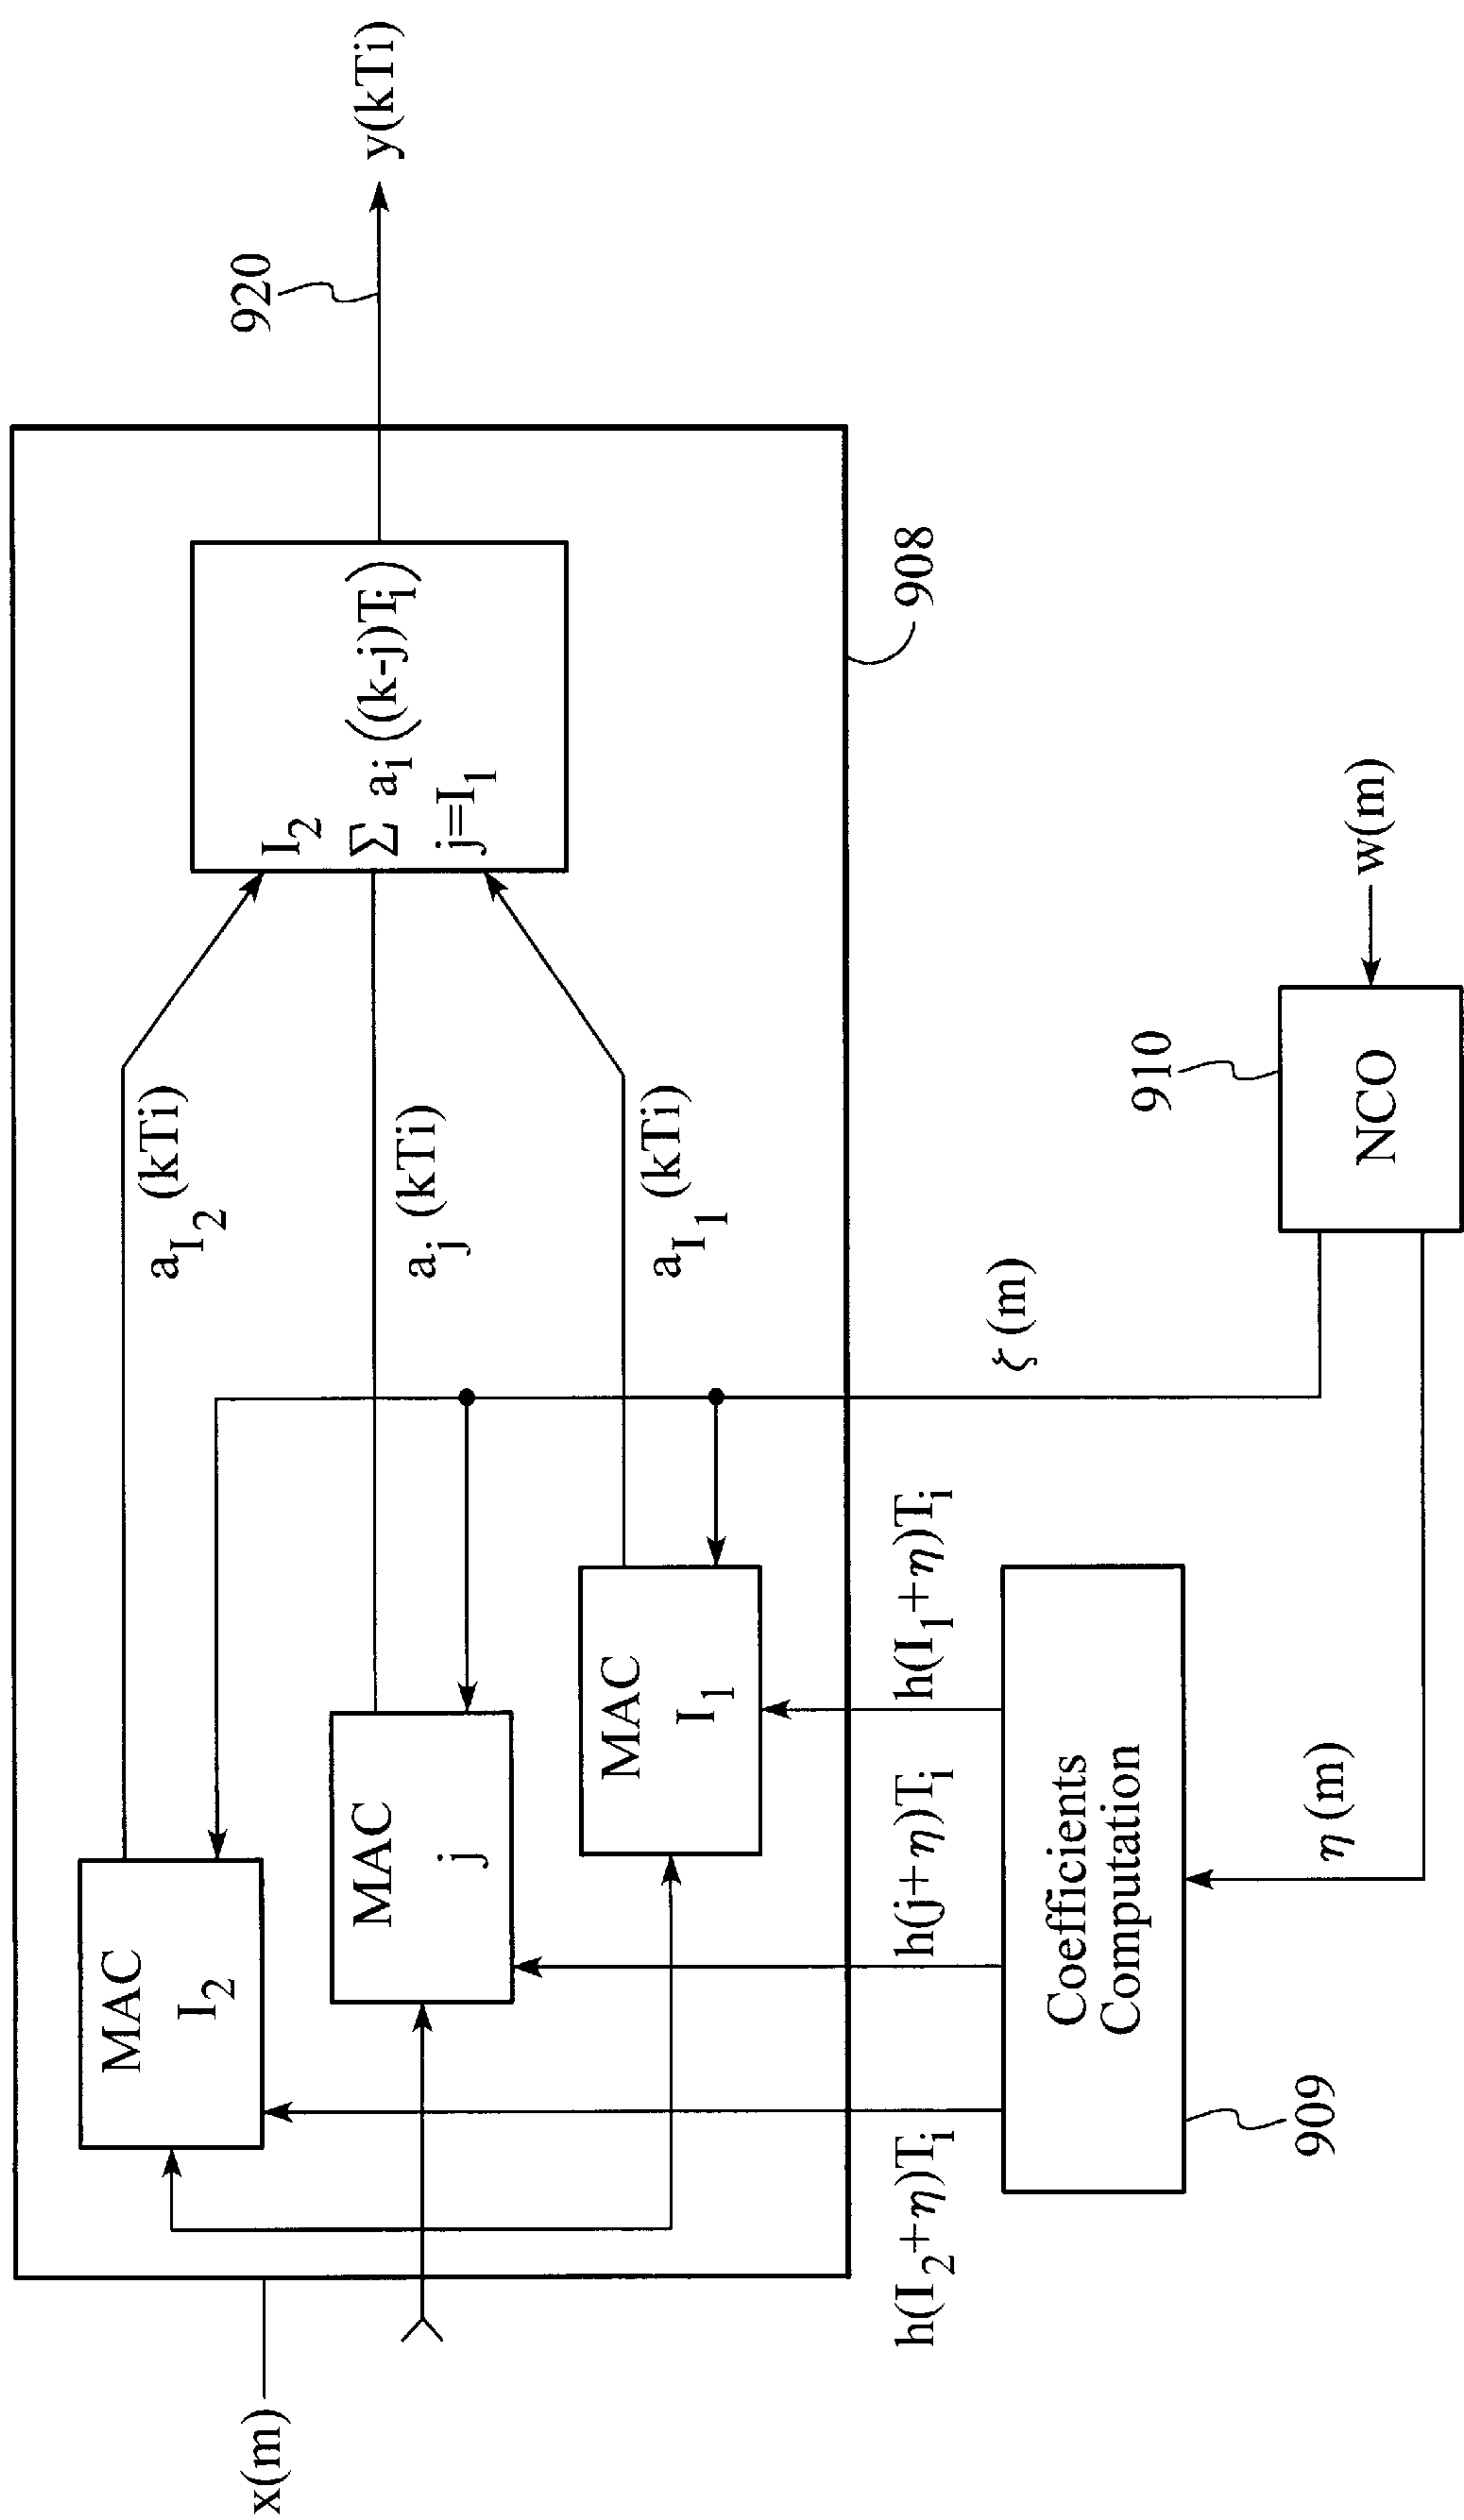 x(m)
MAC
I2
MAC
j
MAC
I1
aI2(kTi)
aj(kTi)
aI1(kTi)
I2
Σ ai((k-j)Ti)
j=I1
920
y(kTi)
908
h(I2+η)Ti
h(j+η)Ti
h(I1+η)Ti
ζ(m)
Coefficients
Computation
909
η(m)
910
NCO
w(m)